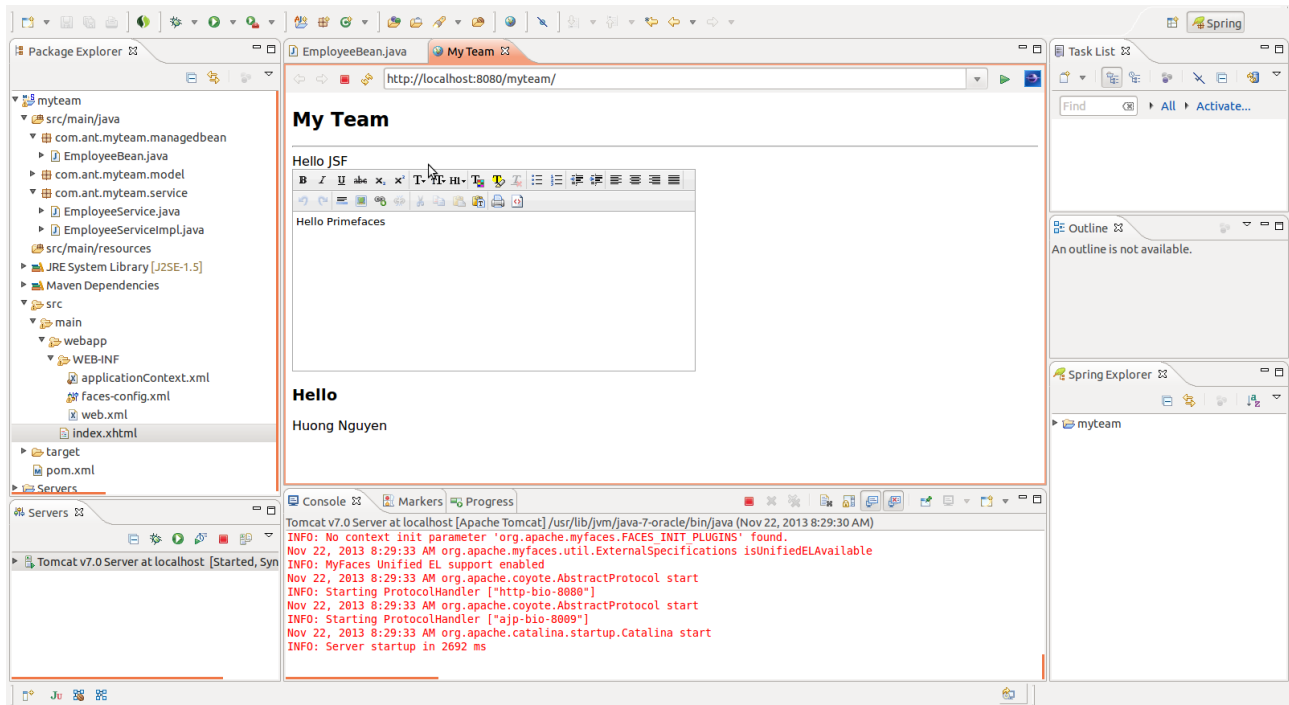 Spring
Package Explorer
myteam
src/main/java
com.ant.myteam.managedbean
EmployeeBean.java
com.ant.myteam.model
com.ant.myteam.service
EmployeeService.java
EmployeeServiceImpl.java
src/main/resources
JRE System Library [J2SE-1.5]
Maven Dependencies
src
main
webapp
WEB-INF
applicationContext.xml
faces-config.xml
web.xml
index.xhtml
target
pom.xml
Servers
Servers
Tomcat v7.0 Server at localhost [Started, Syn
EmployeeBean.java
My Team
http://localhost:8080/myteam/
My Team
Hello JSF
Hello Primefaces
Hello
Huong Nguyen
Console
Markers
Progress
Tomcat v7.0 Server at localhost [Apache Tomcat] /usr/lib/jvm/java-7-oracle/bin/java (Nov 22, 2013 8:29:30 AM)
INFO: No context init parameter 'org.apache.myfaces.FACES_INIT_PLUGINS' found.
Nov 22, 2013 8:29:33 AM org.apache.myfaces.util.ExternalSpecifications isUnifiedELAvailable
INFO: MyFaces Unified EL support enabled
Nov 22, 2013 8:29:33 AM org.apache.coyote.AbstractProtocol start
INFO: Starting ProtocolHandler ["http-bio-8080"]
Nov 22, 2013 8:29:33 AM org.apache.coyote.AbstractProtocol start
INFO: Starting ProtocolHandler ["ajp-bio-8009"]
Nov 22, 2013 8:29:33 AM org.apache.catalina.startup.Catalina start
INFO: Server startup in 2692 ms
Task List
Find
All
Activate...
Outline
An outline is not available.
Spring Explorer
myteam